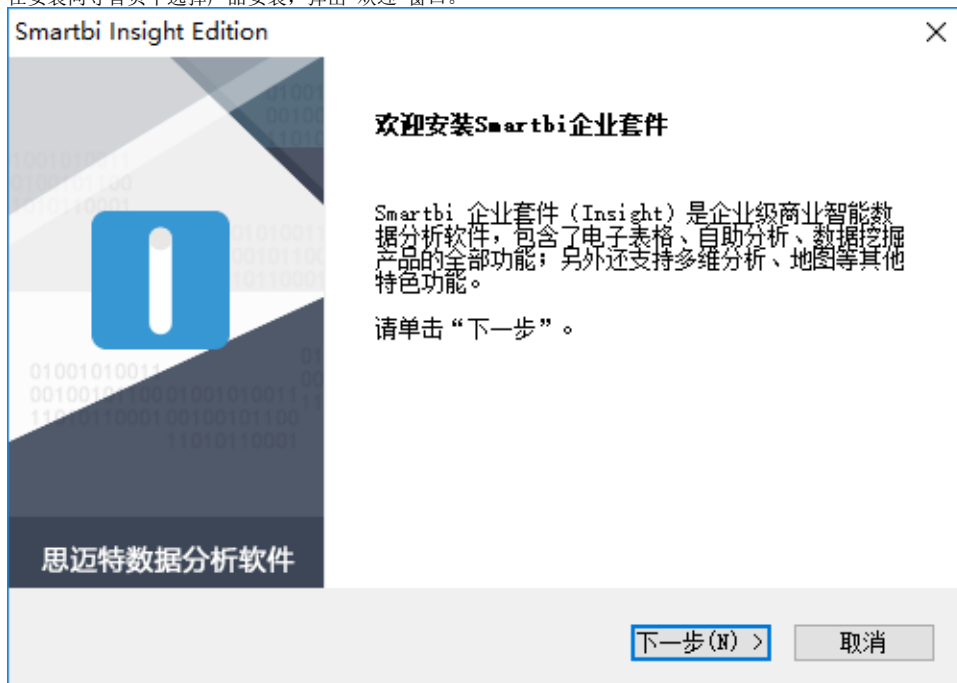 Smartbi Insight Edition
欢迎安装Smartbi企业套件
Smartbi 企业套件（Insight）是企业级商业智能数
据分析软件，包含了电子表格、自助分析、数据挖掘
产品的全部功能；另外还支持多维分析、地图等其他
特色功能。
请单击“下一步”。
01001010011
11010110001
思迈特数据分析软件
下一步(N) >
取消